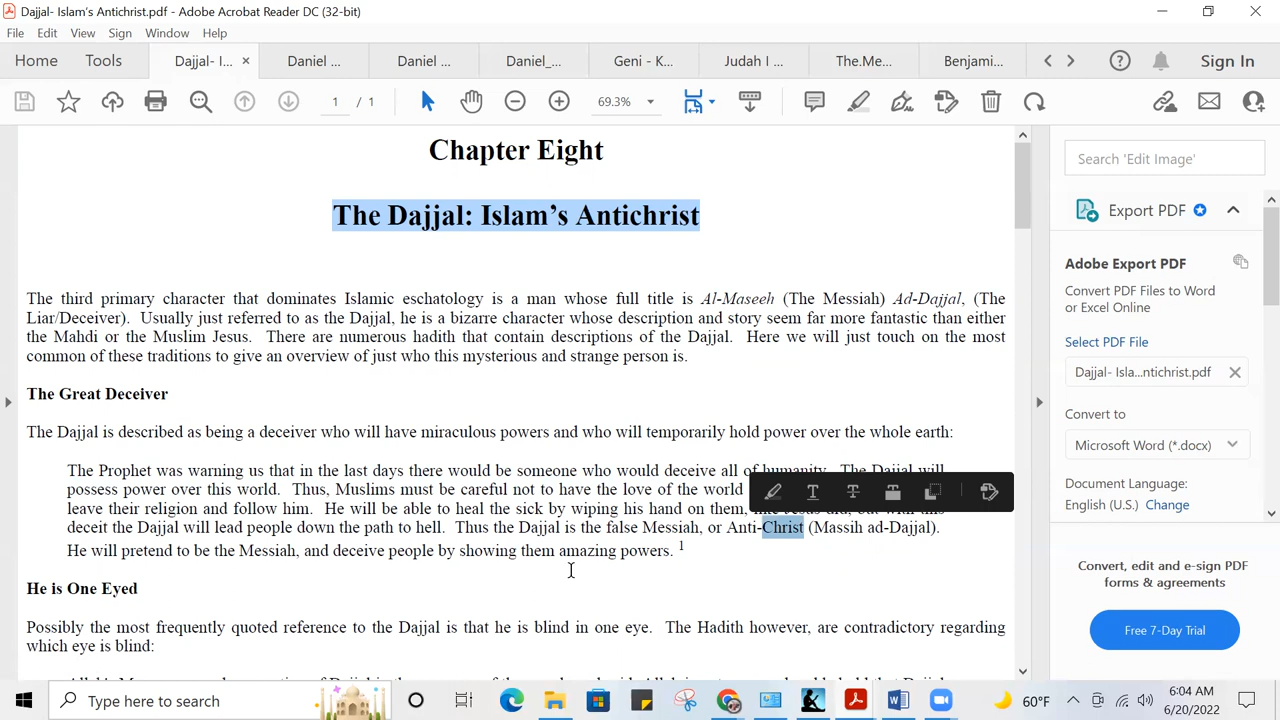 Dajjal- Islam's Antichrist.pdf - Adobe Acrobat Reader DC (32-bit)
File Edit View Sign Window Help
Home Tools Dajjal- I... × Daniel ... Daniel ... Daniel_... Geni - K... Judah I ... The.Me... Benjami... Sign In
1 / 1 69.3%
Chapter Eight
The Dajjal: Islam's Antichrist
The third primary character that dominates Islamic eschatology is a man whose full title is Al-Maseeh (The Messiah) Ad-Dajjal, (The
Liar/Deceiver). Usually just referred to as the Dajjal, he is a bizarre character whose description and story seem far more fantastic than either
the Mahdi or the Muslim Jesus. There are numerous hadith that contain descriptions of the Dajjal. Here we will just touch on the most
common of these traditions to give an overview of just who this mysterious and strange person is.
The Great Deceiver
The Dajjal is described as being a deceiver who will have miraculous powers and who will temporarily hold power over the whole earth:
The Prophet was warning us that in the last days there would be someone who would deceive all of humanity. The Dajjal will
possess power over this world. Thus, Muslims must be careful not to have the love of the world
leave their religion and follow him. He will be able to heal the sick by wiping his hand on them, like Jesus did, but with this
deceit the Dajjal will lead people down the path to hell. Thus the Dajjal is the false Messiah, or Anti-Christ (Massih ad-Dajjal).
He will pretend to be the Messiah, and deceive people by showing them amazing powers. 1
He is One Eyed
Possibly the most frequently quoted reference to the Dajjal is that he is blind in one eye. The Hadith however, are contradictory regarding
which eye is blind:
Search 'Edit Image'
Export PDF
Adobe Export PDF
Convert PDF Files to Word
or Excel Online
Select PDF File
Dajjal- Isla...ntichrist.pdf
Convert to
Microsoft Word (*.docx)
Document Language:
English (U.S.) Change
Convert, edit and e-sign PDF
forms & agreements
Free 7-Day Trial
Type here to search
60°F
6:04 AM
6/20/2022